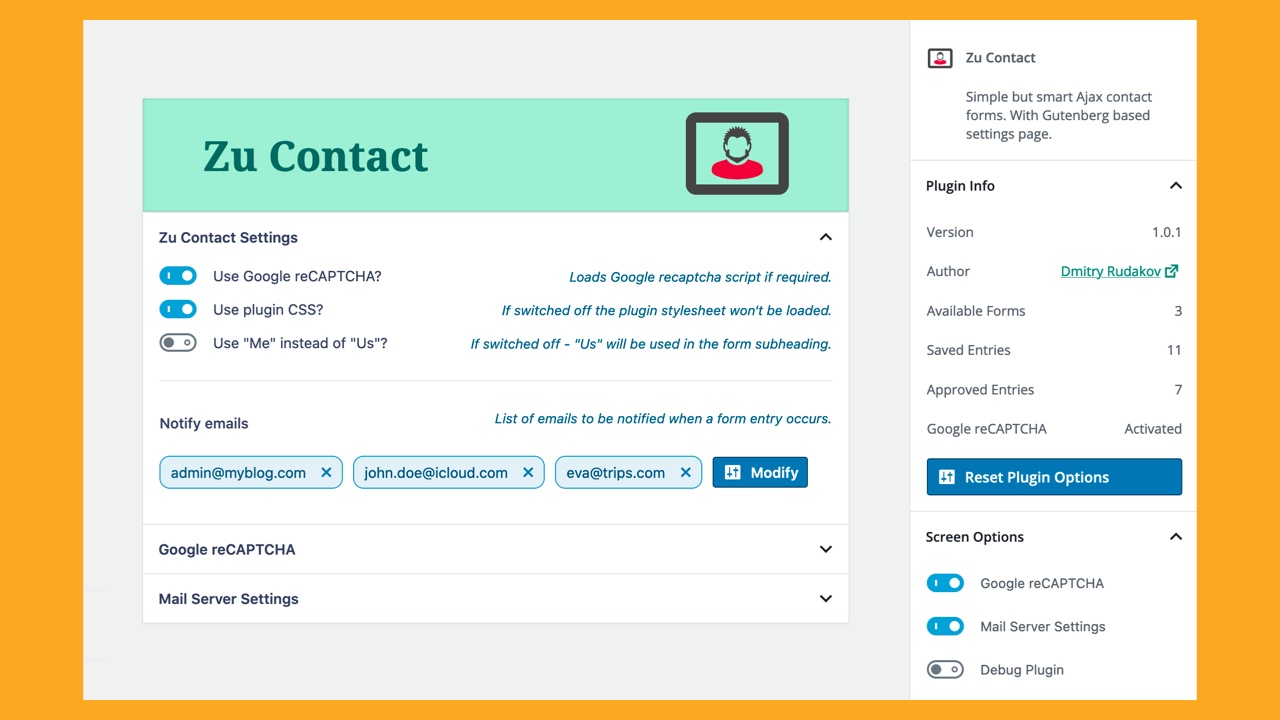 Zu Contact
Zu Contact Settings
Use Google reCAPTCHA?
Loads Google recaptcha script if required.
Use plugin CSS?
If switched off the plugin stylesheet won't be loaded.
Use "Me" instead of "Us"?
If switched off - "Us" will be used in the form subheading.
Notify emails
List of emails to be notified when a form entry occurs.
admin@myblog.com
john.doe@icloud.com
eva@trips.com
Modify
Google reCAPTCHA
Mail Server Settings
Zu Contact
Simple but smart Ajax contact
forms. With Gutenberg based
settings page.
Plugin Info
Version 1.0.1
Author Dmitry Rudakov
Available Forms 3
Saved Entries 11
Approved Entries 7
Google reCAPTCHA Activated
Reset Plugin Options
Screen Options
Google reCAPTCHA
Mail Server Settings
Debug Plugin